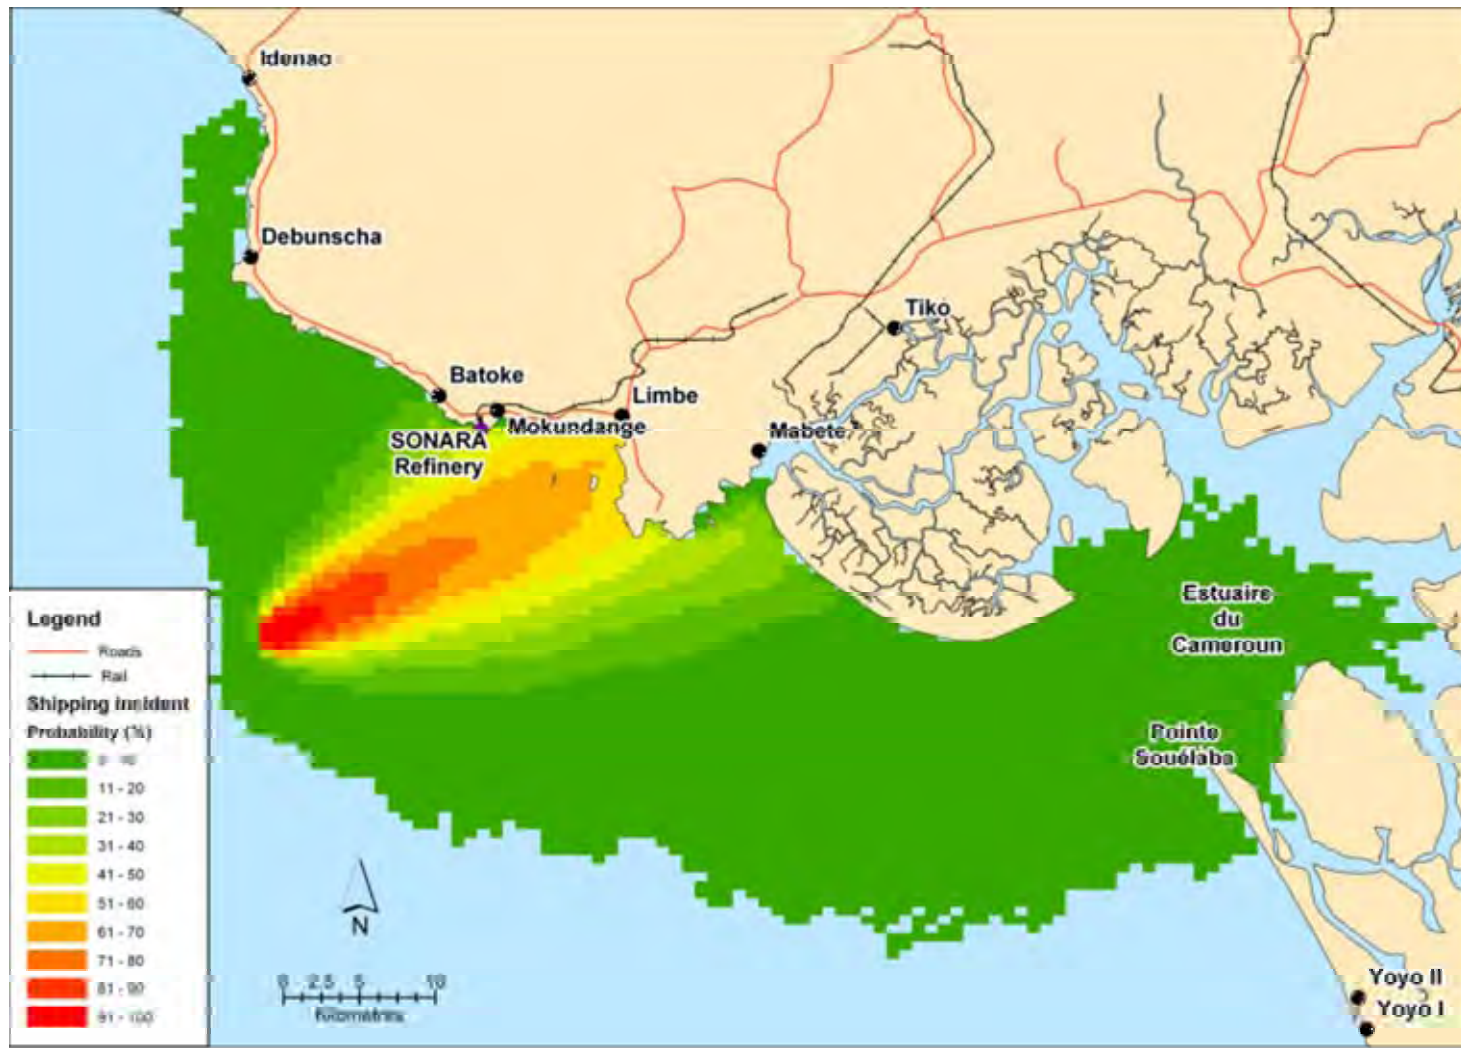 Idenao
Debunscha
Tiko
Batoke
Limbe
Mokundange
SONARA
Refinery
Mabete
Estuaire
du
Cameroun
Pointe
Souélaba
Legend
Roads
Rail
Shipping Incident
Probability (%)
11 - 20
21 - 30
31 - 40
41 - 50
51 - 60
61 - 70
71 - 80
81 - 90
91 - 100
N
0 2.5 5 10
Kilometres
Yoyo II
Yoyo I